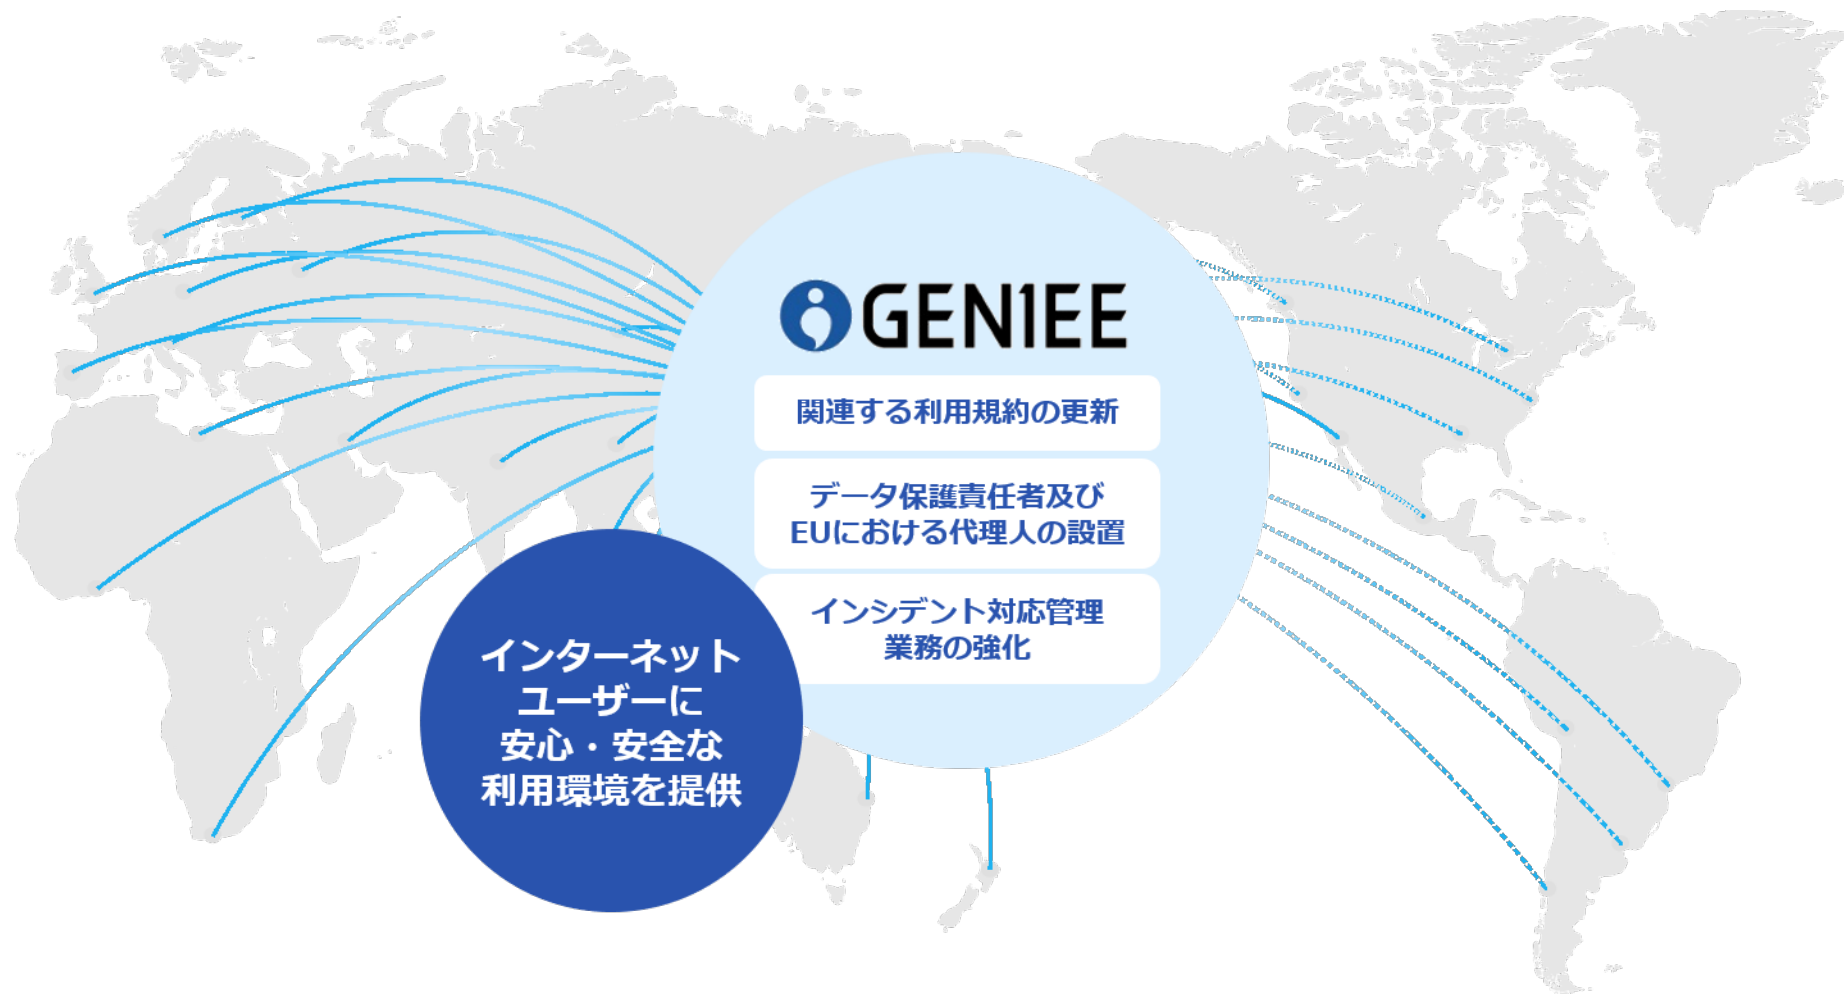 GENIEE
関連する利用規約の更新
データ保護責任者及び
EUにおける代理人の設置
インシデント対応管理
業務の強化
インターネット
ユーザーに
安心・安全な
利用環境を提供